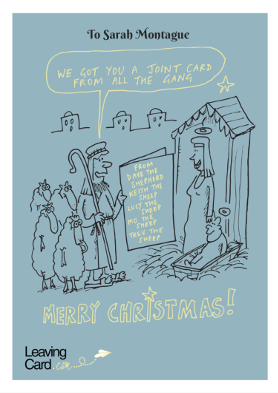 To Sarah Montague
WE GOT YOU A JOINT CARD
FROM ALL THE GANG
FROM
DAVE THE
SHEPHERD
KEITH THE
SHEEP
LUCY THE
SHEEP
MO THE
SHEEP
TREV THE
SHEEP
MERRY CHRISTMAS!
Leaving
Card.com